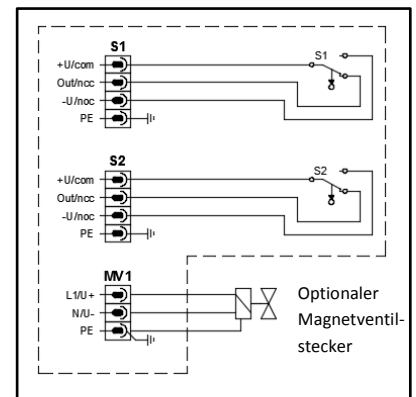 S1
+U/com
Out/ncc
-U/noc
PE
S1
S2
+U/com
Out/ncc
-U/noc
PE
S2
MV1
L1/U+
N/U-
PE
Optionaler
Magnetventil-
stecker